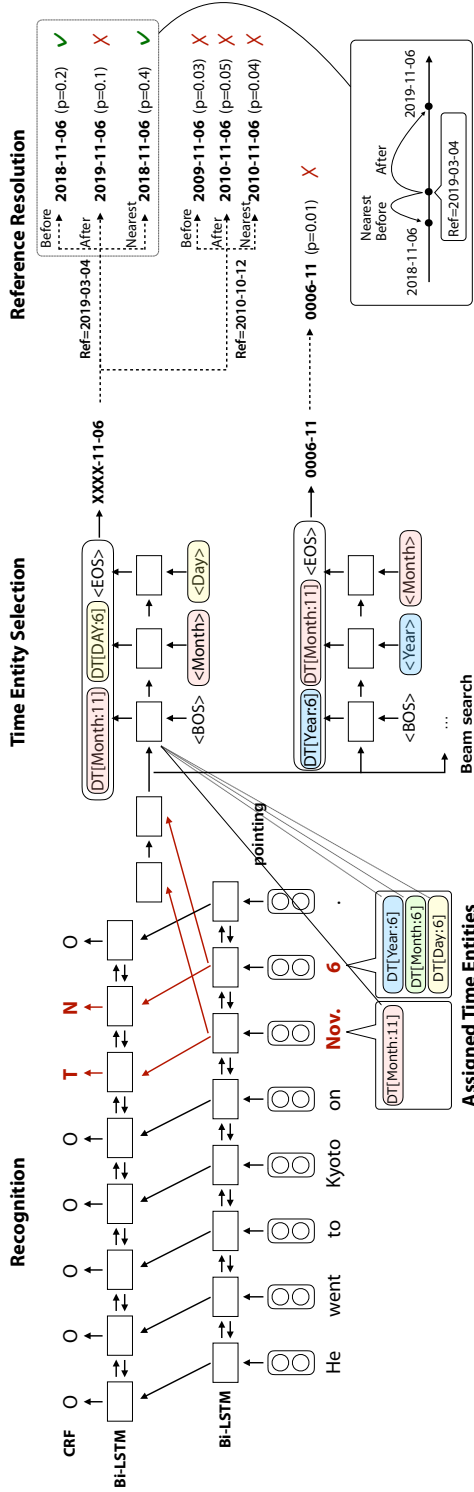 Recognition
Time Entity Selection
Reference Resolution
CRF
O
O
O
O
O
T
N
O
Bi-LSTM
Bi-LSTM
He
went
to
Kyoto
on
Nov.
6
.
pointing
DT[Month:11]
DT[Year:6]
DT[Month:6]
DT[Day:6]
Assigned Time Entities
DT[Month:11] DT[DAY:6] <EOS>
XXXX-11-06
<BOS>
<Month>
<Day>
DT[Year:6] DT[Month:11] <EOS>
0006-11
0006-11 (p=0.01) ✗
<BOS>
<Year>
<Month>
...
Beam search
Ref=2019-03-04
Before
2018-11-06 (p=0.2) ✓
After
2019-11-06 (p=0.1) ✗
Nearest
2018-11-06 (p=0.4) ✓
Ref=2010-10-12
Before
2009-11-06 (p=0.03) ✗
After
2010-11-06 (p=0.05) ✗
Nearest
2010-11-06 (p=0.04) ✗
Nearest
Before
After
2018-11-06
2019-11-06
Ref=2019-03-04